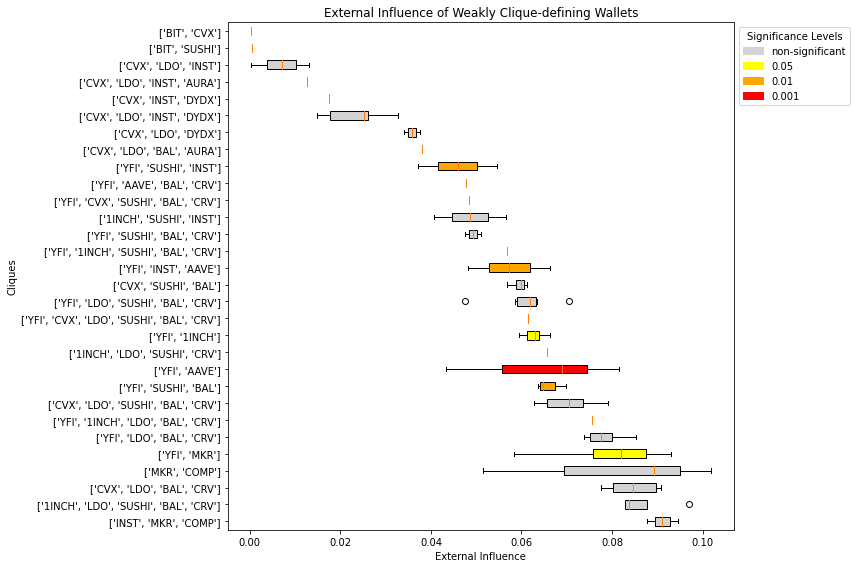 External Influence of Weakly Clique-defining Wallets
['BIT', 'CVX']
['BIT', 'SUSHI']
['CVX', 'LDO', 'INST']
['CVX', 'LDO', 'INST', 'AURA']
['CVX', 'INST', 'DYDX']
['CVX', 'LDO', 'INST', 'DYDX']
['CVX', 'LDO', 'DYDX']
['CVX', 'LDO', 'BAL', 'AURA']
['YFI', 'SUSHI', 'INST']
['YFI', 'AAVE', 'BAL', 'CRV']
['YFI', 'CVX', 'SUSHI', 'BAL', 'CRV']
['1INCH', 'SUSHI', 'INST']
['YFI', 'SUSHI', 'BAL', 'CRV']
['YFI', '1INCH', 'SUSHI', 'BAL', 'CRV']
['YFI', 'INST', 'AAVE']
['CVX', 'SUSHI', 'BAL']
['YFI', 'LDO', 'SUSHI', 'BAL', 'CRV']
['YFI', 'CVX', 'LDO', 'SUSHI', 'BAL', 'CRV']
['YFI', '1INCH']
['1INCH', 'LDO', 'SUSHI', 'CRV']
['YFI', 'AAVE']
['YFI', 'SUSHI', 'BAL']
['CVX', 'LDO', 'SUSHI', 'BAL', 'CRV']
['YFI', '1INCH', 'LDO', 'BAL', 'CRV']
['YFI', 'LDO', 'BAL', 'CRV']
['YFI', 'MKR']
['MKR', 'COMP']
['CVX', 'LDO', 'BAL', 'CRV']
['1INCH', 'LDO', 'SUSHI', 'BAL', 'CRV']
['INST', 'MKR', 'COMP']
Cliques
0.00 0.02 0.04 0.06 0.08 0.10
External Influence
Significance Levels
non-significant
0.05
0.01
0.001